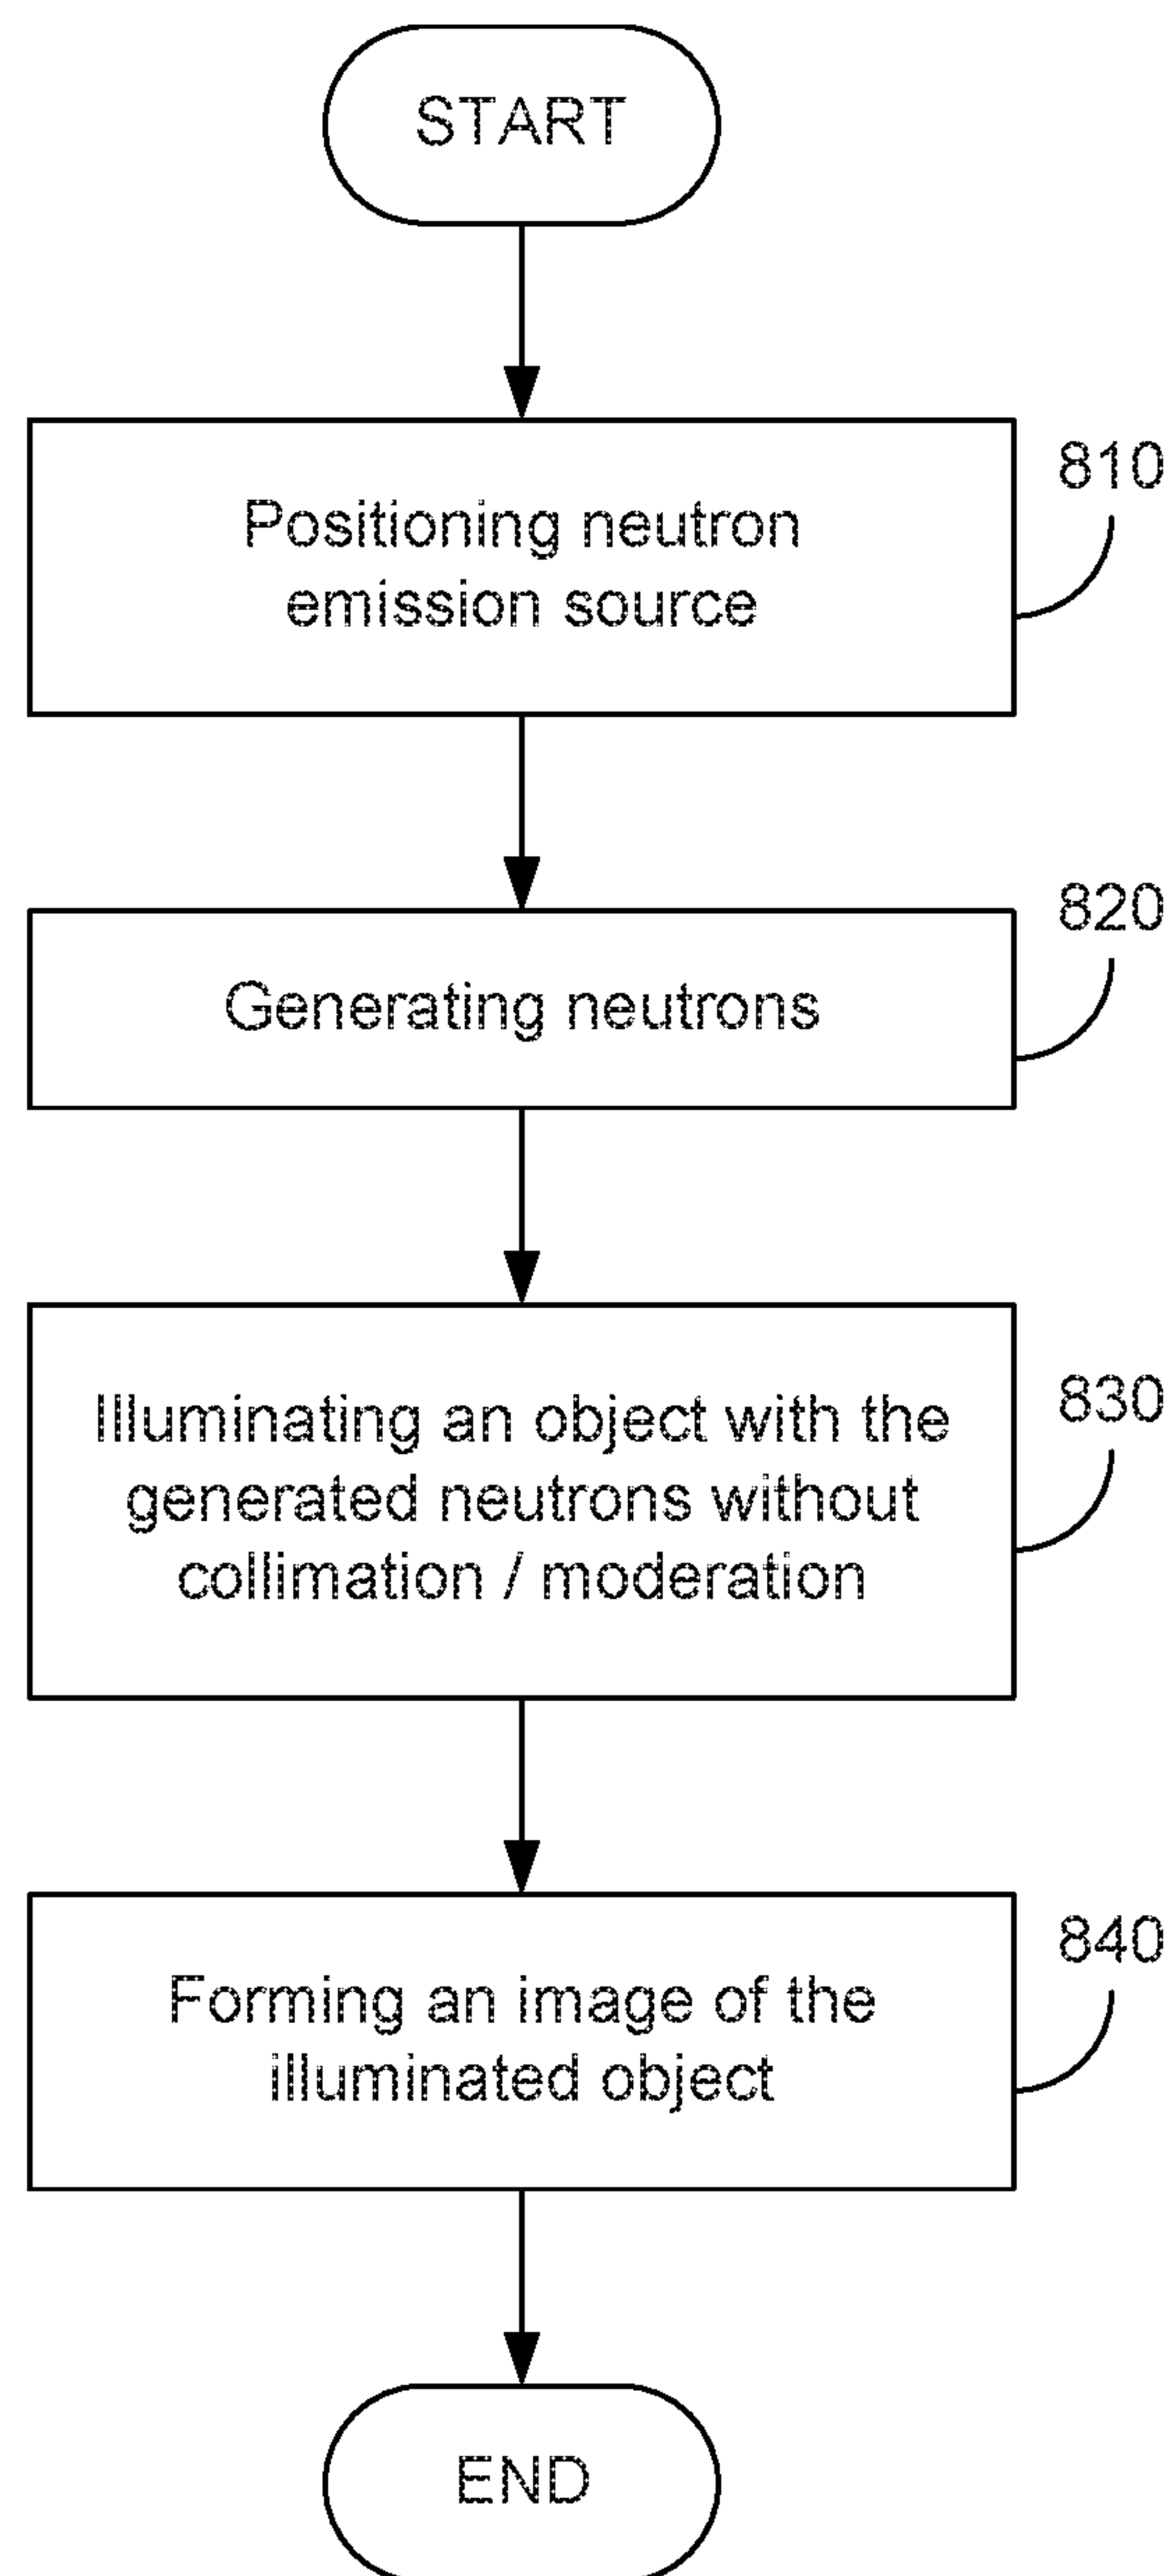 START
810
Positioning neutron
emission source
820
Generating neutrons
830
Illuminating an object with the
generated neutrons without
collimation / moderation
840
Forming an image of the
illuminated object
END